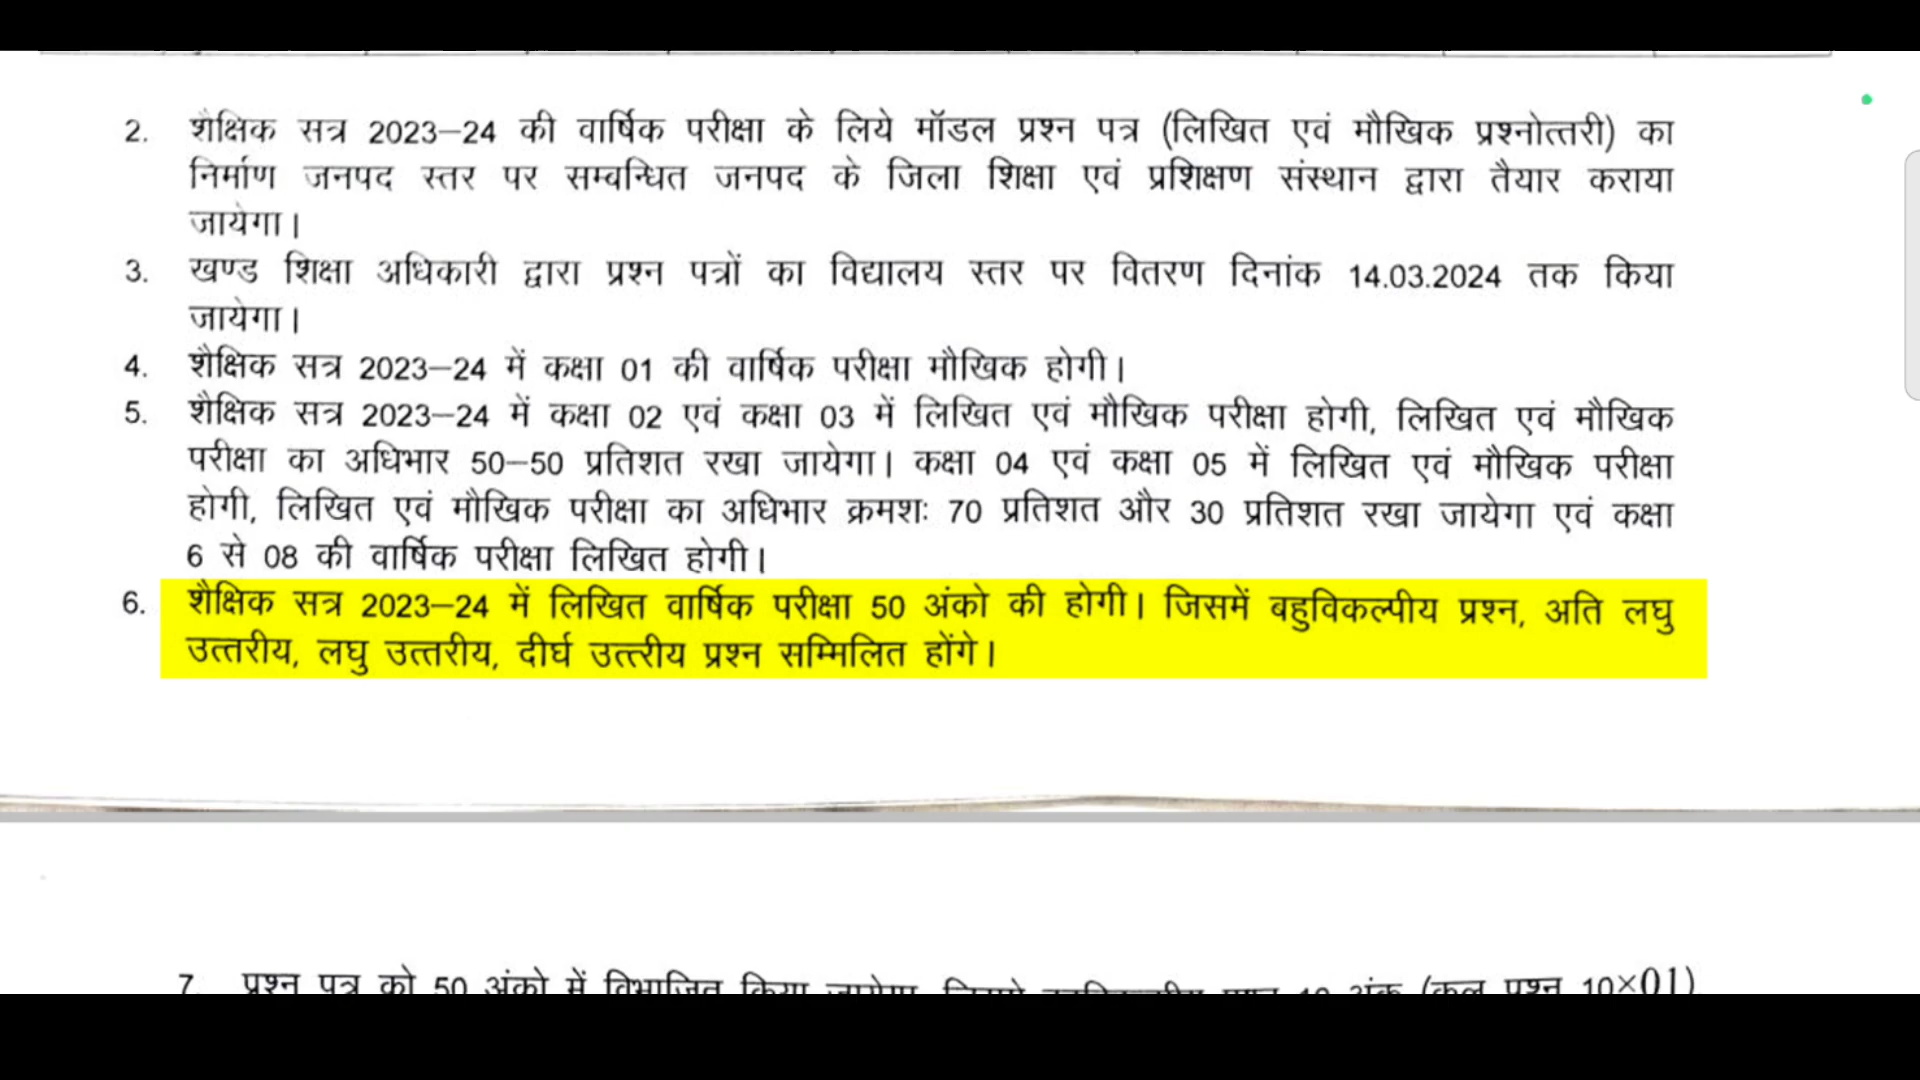 2. शैक्षिक सत्र 2023–24 की वार्षिक परीक्षा के लिये मॉडल प्रश्न पत्र (लिखित एवं मौखिक प्रश्नोत्तरी) का
निर्माण जनपद स्तर पर सम्बन्धित जनपद के जिला शिक्षा एवं प्रशिक्षण संस्थान द्वारा तैयार कराया
जायेगा।
3. खण्ड शिक्षा अधिकारी द्वारा प्रश्न पत्रों का विद्यालय स्तर पर वितरण दिनांक 14.03.2024 तक किया
जायेगा।
4. शैक्षिक सत्र 2023–24 में कक्षा 01 की वार्षिक परीक्षा मौखिक होगी।
5. शैक्षिक सत्र 2023–24 में कक्षा 02 एवं कक्षा 03 में लिखित एवं मौखिक परीक्षा होगी, लिखित एवं मौखिक
परीक्षा का अधिभार 50–50 प्रतिशत रखा जायेगा। कक्षा 04 एवं कक्षा 05 में लिखित एवं मौखिक परीक्षा
होगी, लिखित एवं मौखिक परीक्षा का अधिभार क्रमशः 70 प्रतिशत और 30 प्रतिशत रखा जायेगा एवं कक्षा
6 से 08 की वार्षिक परीक्षा लिखित होगी।
6. शैक्षिक सत्र 2023–24 में लिखित वार्षिक परीक्षा 50 अंको की होगी। जिसमें बहुविकल्पीय प्रश्न, अति लघु
उत्तरीय, लघु उत्तरीय, दीर्घ उत्त्रीय प्रश्न सम्मिलित होंगे।
7. प्रश्न पत्र को 50 अंको में विभाजित किया अंक (कुल प्रश्न 10×01)